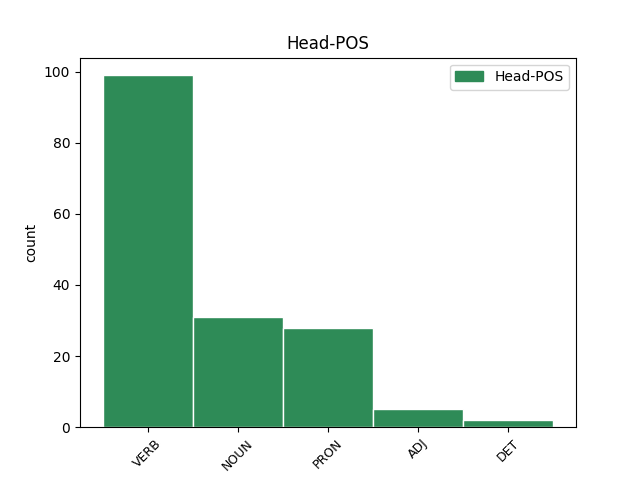 Head-POS
Head-POS
count
100
80
60
40
20
0
VERB
NOUN
PRON
ADJ
DET